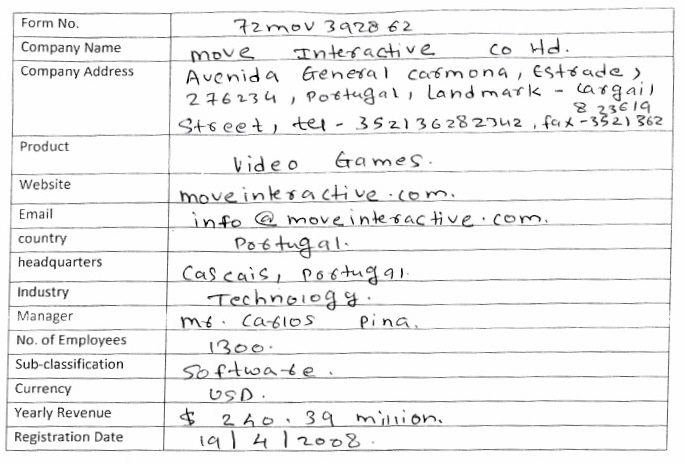 Form No. 72mov 392862
Company Name move Interactive co ltd.
Company Address Avenida General carmona, Estrade,
276234, Portugal, Landmark - Cargail
Street, tel - 352136282342, fax - 3521362
823619
Product Video Games.
Website moveinteractive.com.
Email info @ moveinteractive.com.
country Portugal.
headquarters Cascais, Portugal.
Industry Technology.
Manager mr. Carlos Pina.
No. of Employees 1300.
Sub-classification Software.
Currency USD.
Yearly Revenue $ 240.39 million.
Registration Date 19/4/2008.